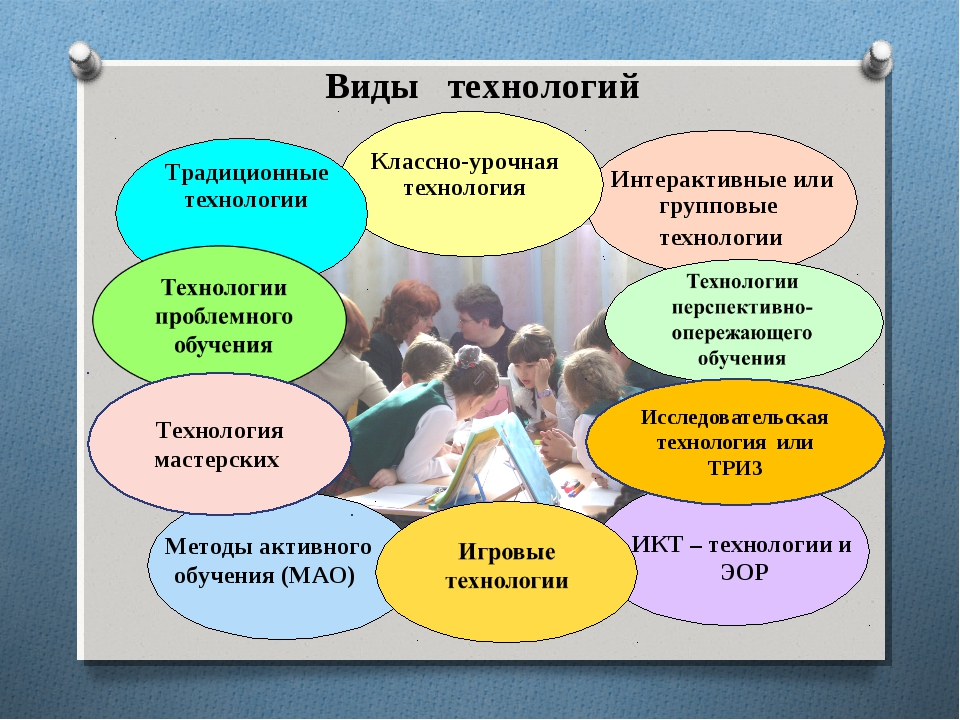 Виды технологий
Традиционные
технологии
Классно-урочная
технология
Интерактивные или
групповые
технологии
Технологии
проблемного
обучения
Технологии
перспективно-
опережающего
обучения
Технология
мастерских
Исследовательская
технология или
ТРИЗ
Методы активного
обучения (МАО)
Игровые
технологии
ИКТ – технологии и
ЭОР